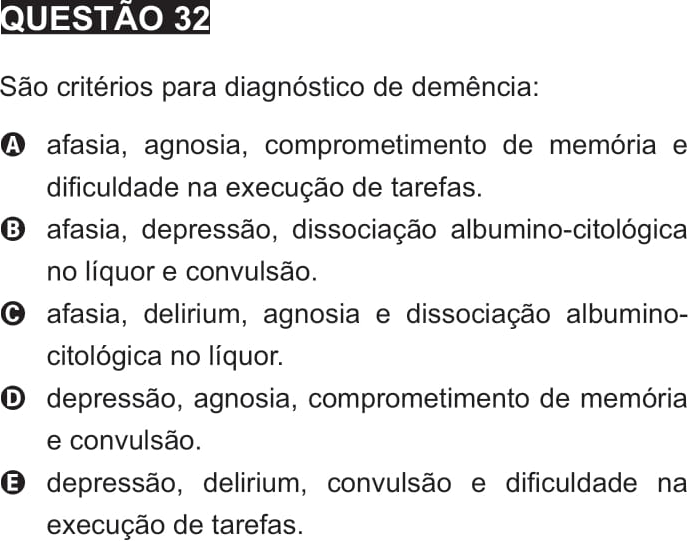 QUESTÃO 32
São critérios para diagnóstico de demência:
A afasia, agnosia, comprometimento de memória e
dificuldade na execução de tarefas.
B afasia, depressão, dissociação albumino-citológica
no líquor e convulsão.
C afasia, delirium, agnosia e dissociação albumino-
citológica no líquor.
D depressão, agnosia, comprometimento de memória
e convulsão.
E depressão, delirium, convulsão e dificuldade na
execução de tarefas.